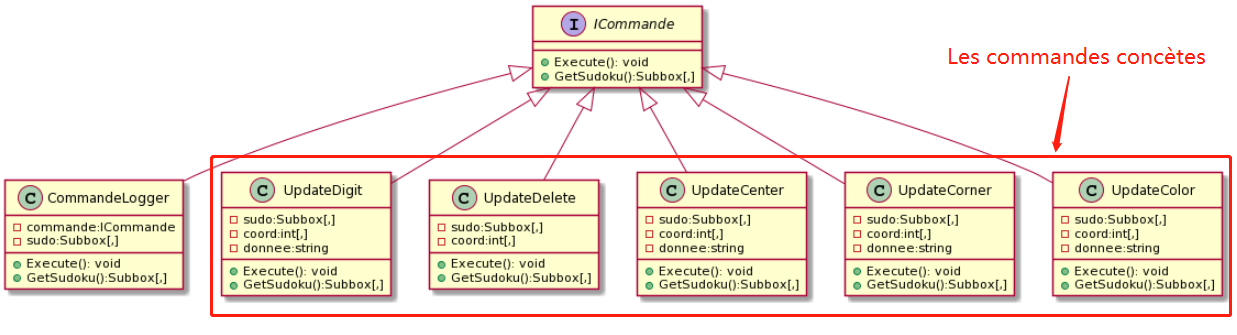 I ICommande
Execute(): void
GetSudoku():Subbox[,]
Les commandes concètes
C CommandeLogger
commande:ICommande
sudo:Subbox[,]
Execute(): void
GetSudoku():Subbox[,]
C UpdateDigit
sudo:Subbox[,]
coord:int[,]
donnee:string
Execute(): void
GetSudoku():Subbox[,]
C UpdateDelete
sudo:Subbox[,]
coord:int[,]
Execute(): void
GetSudoku():Subbox[,]
C UpdateCenter
sudo:Subbox[,]
coord:int[,]
donnee:string
Execute(): void
GetSudoku():Subbox[,]
C UpdateCorner
sudo:Subbox[,]
coord:int[,]
donnee:string
Execute(): void
GetSudoku():Subbox[,]
C UpdateColor
sudo:Subbox[,]
coord:int[,]
donnee:string
Execute(): void
GetSudoku():Subbox[,]